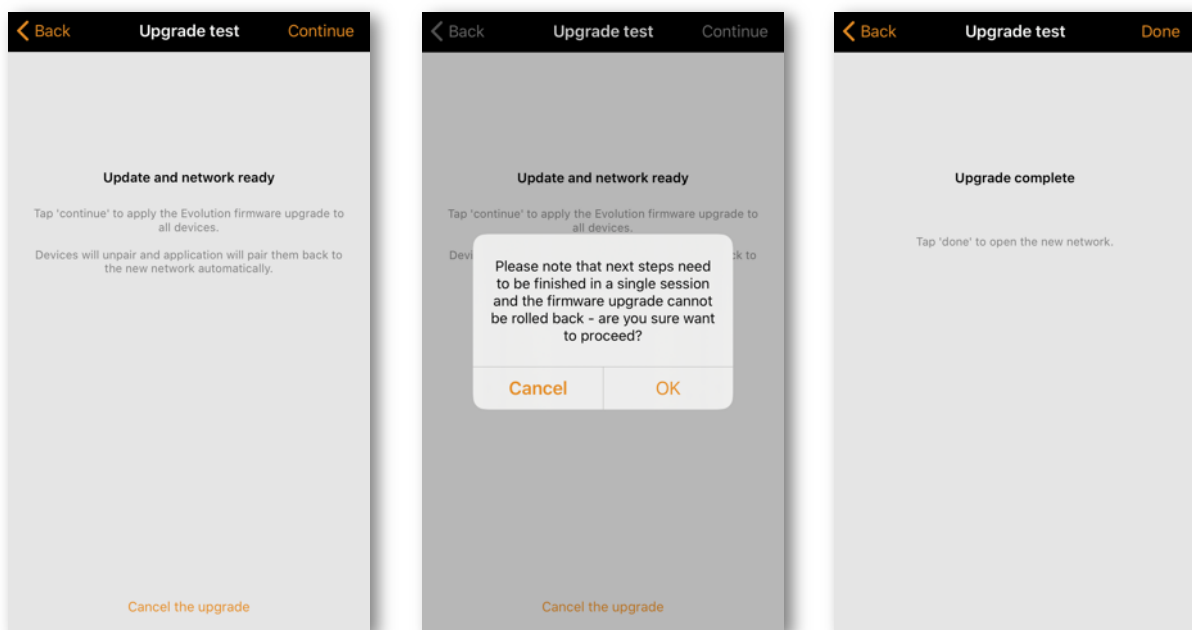 Back Upgrade test Continue
Update and network ready
Tap 'continue' to apply the Evolution firmware upgrade to
all devices.
Devices will unpair and application will pair them back to
the new network automatically.
Cancel the upgrade
Back Upgrade test Continue
Update and network ready
Tap 'continue' to apply the Evolution firmware upgrade to
all devices.
Devi ck to
Please note that next steps need
to be finished in a single session
and the firmware upgrade cannot
be rolled back - are you sure want
to proceed?
Cancel OK
Cancel the upgrade
Back Upgrade test Done
Upgrade complete
Tap 'done' to open the new network.